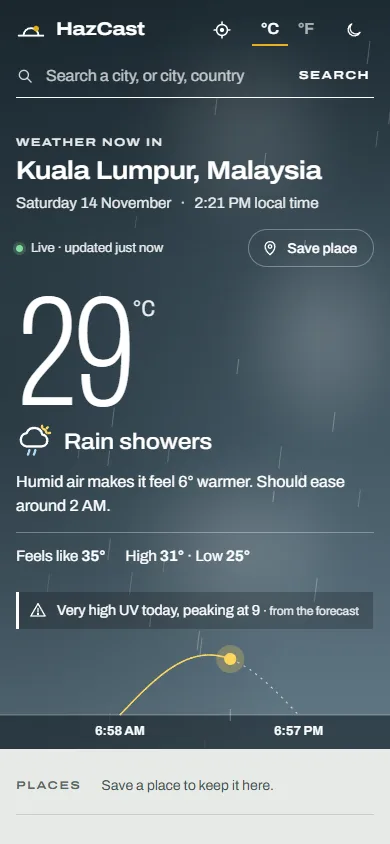 HazCast
°C °F
Search a city, or city, country
SEARCH
WEATHER NOW IN
Kuala Lumpur, Malaysia
Saturday 14 November · 2:21 PM local time
Live · updated just now
Save place
29°C
Rain showers
Humid air makes it feel 6° warmer. Should ease
around 2 AM.
Feels like 35° High 31° · Low 25°
Very high UV today, peaking at 9 · from the forecast
6:58 AM 6:57 PM
PLACES Save a place to keep it here.